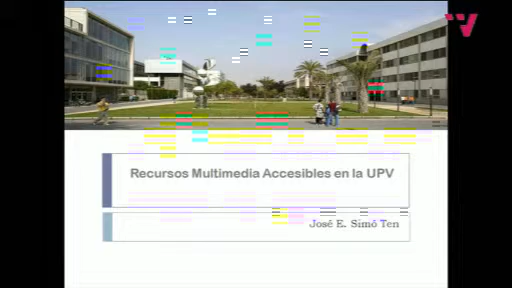 Recursos Multimedia Accesibles en la UPV
José E. Simó Ten